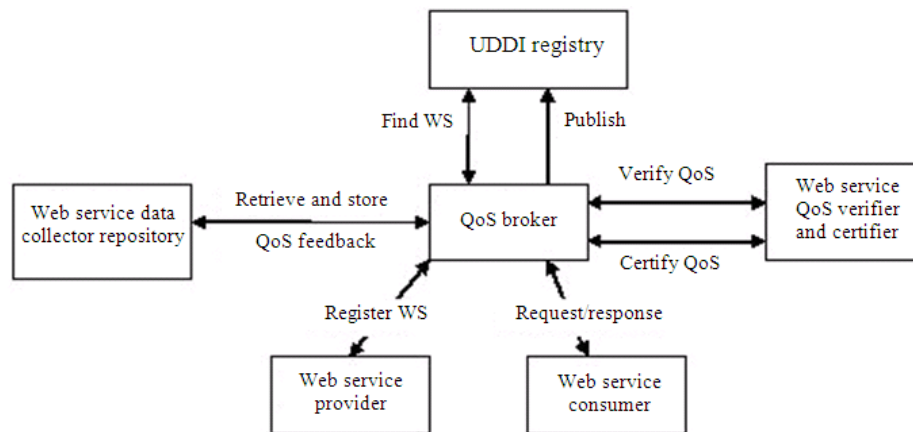 UDDI registry
Find WS
Publish
Verify QoS
Web service
QoS verifier
and certifier
Retrieve and store
Web service data
collector repository
QoS broker
QoS feedback
Certify QoS
Register WS
Request/response
Web service
provider
Web service
consumer